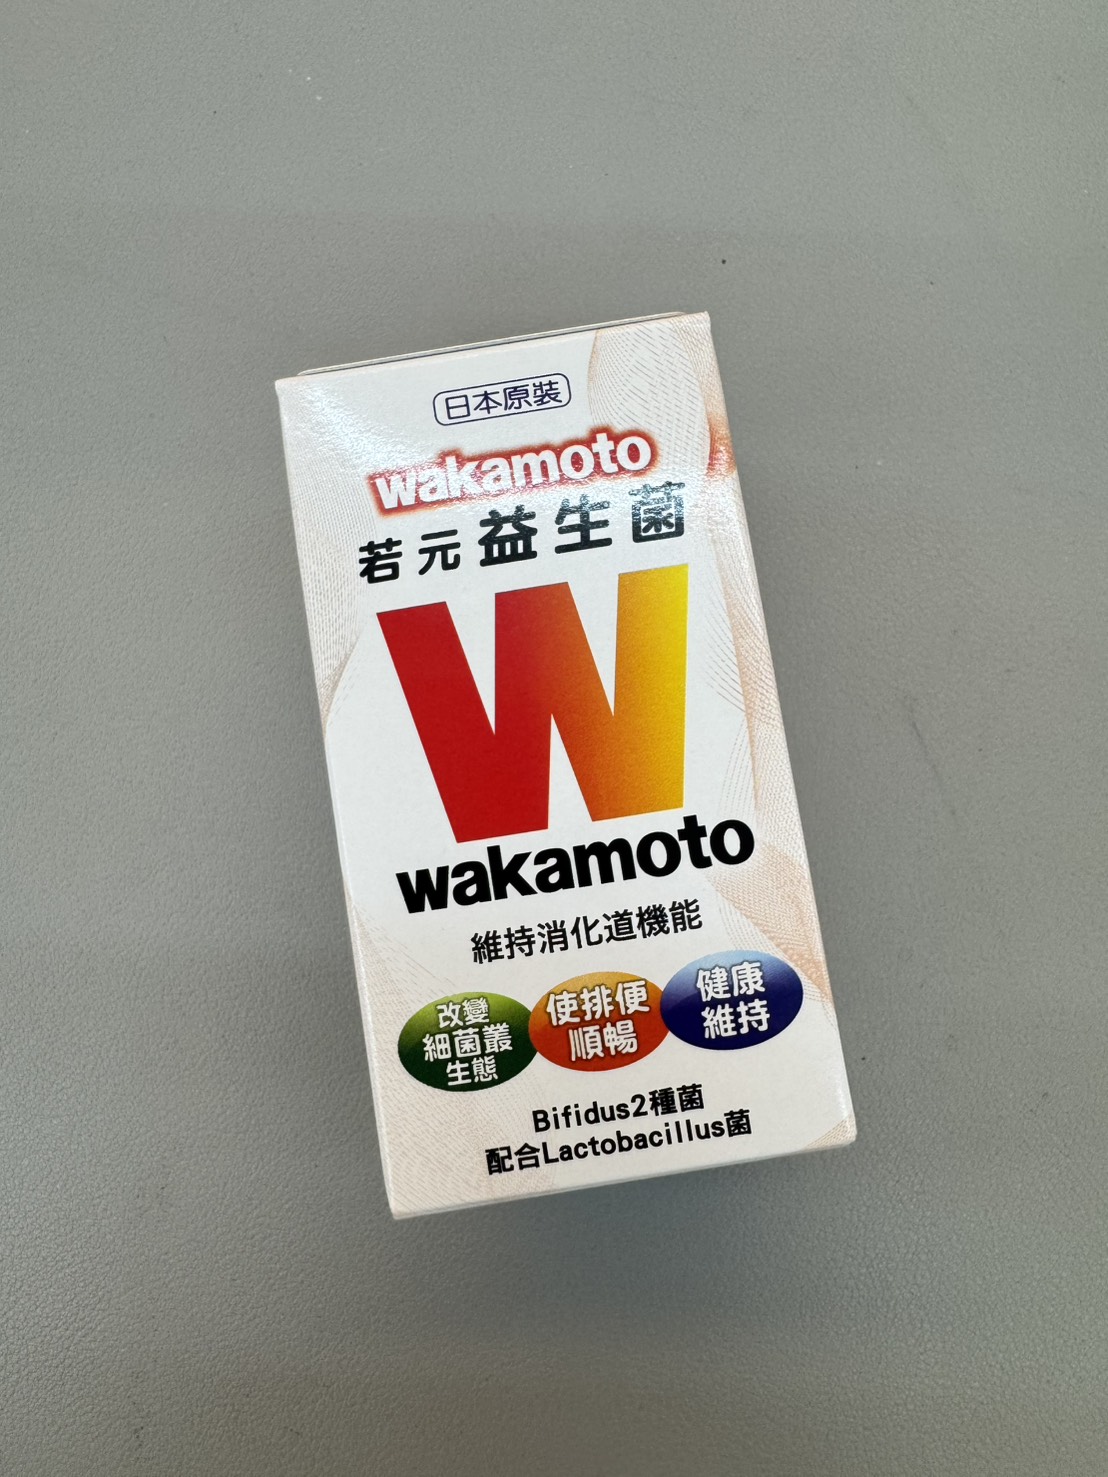 日本原裝
wakamoto
若元益生菌
W
wakamoto
維持消化道機能
改變
細菌叢
生態
使排便
順暢
健康
維持
Bifidus2種菌
配合Lactobacillus菌